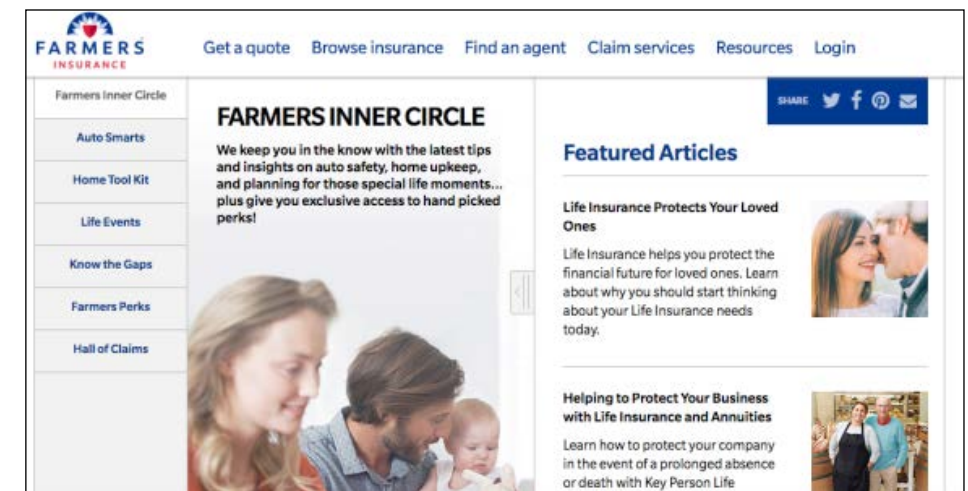 FARMERS
INSURANCE
Get a quote Browse insurance Find an agent Claim services Resources Login
Farmers Inner Circle
Auto Smarts
Home Tool Kit
Life Events
Know the Gaps
Farmers Perks
Hall of Claims
FARMERS INNER CIRCLE
We keep you in the know with the latest tips
and insights on auto safety, home upkeep,
and planning for those special life moments...
plus give you exclusive access to hand picked
perks!
SHARE
Featured Articles
Life Insurance Protects Your Loved
Ones
Life Insurance helps you protect the
financial future for loved ones. Learn
about why you should start thinking
about your Life Insurance needs
today.
Helping to Protect Your Business
with Life Insurance and Annuities
Learn how to protect your company
in the event of a prolonged absence
or death with Key Person Life